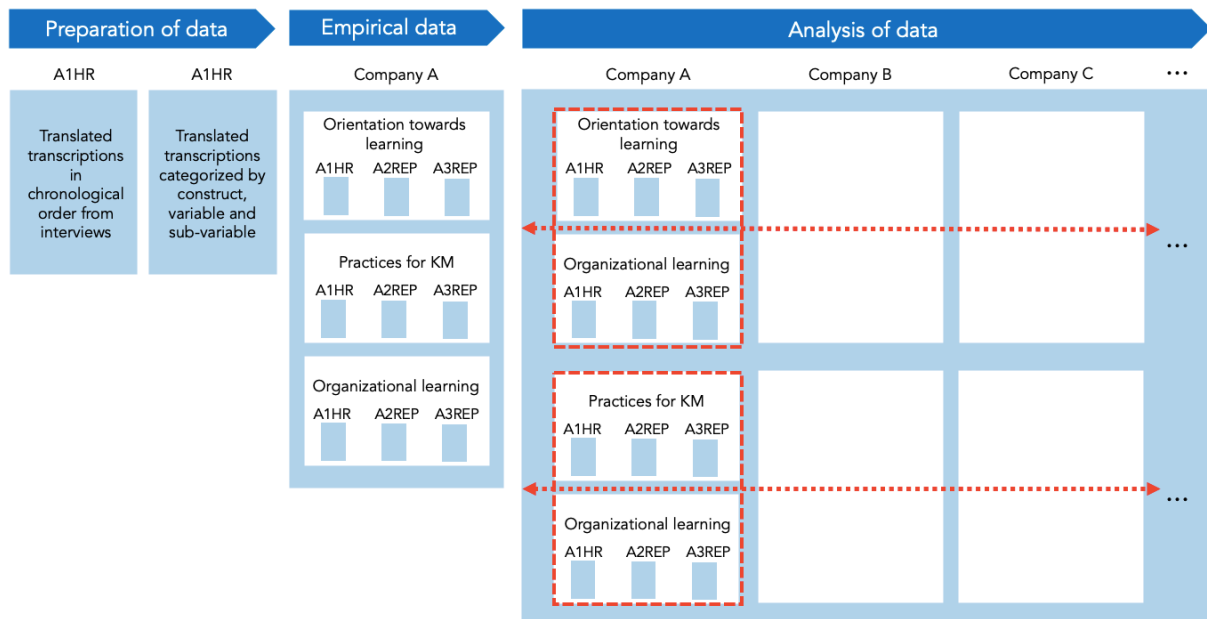 Preparation of data
Empirical data
Analysis of data
A1HR
A1HR
Company A
Company A
Company B
Company C
...
Translated
transcriptions
in
chronological
order from
interviews
Translated
transcriptions
categorized by
construct,
variable and
sub-variable
Orientation towards
learning
A1HR A2REP A3REP
Practices for KM
A1HR A2REP A3REP
Organizational learning
A1HR A2REP A3REP
Orientation towards
learning
A1HR A2REP A3REP
...
Organizational learning
A1HR A2REP A3REP
Practices for KM
A1HR A2REP A3REP
...
Organizational learning
A1HR A2REP A3REP